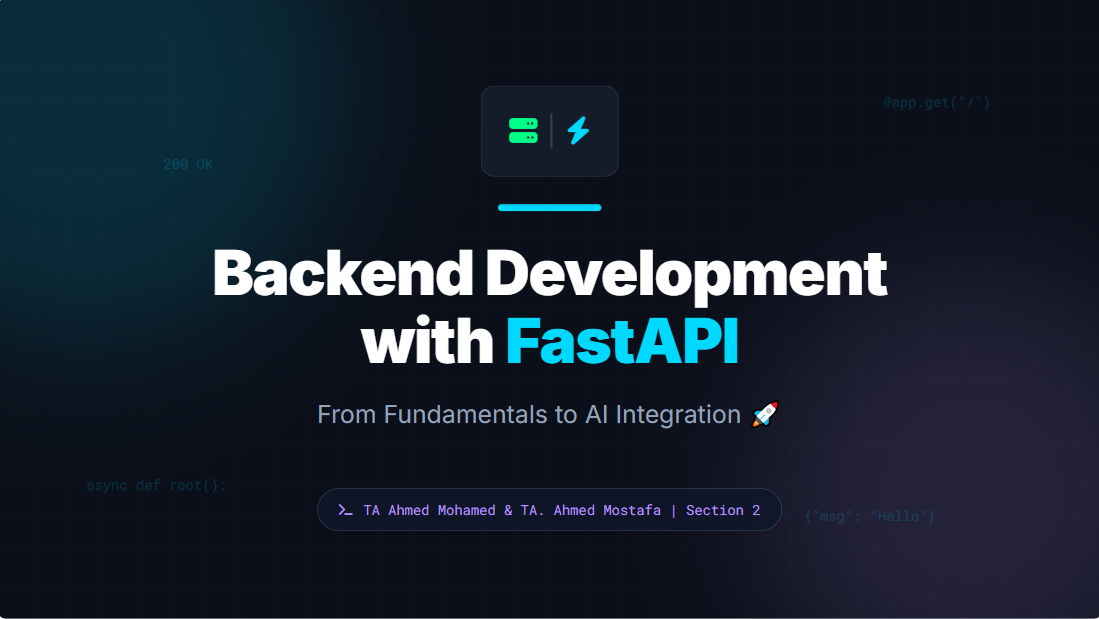 @app.get("/")
200 OK
Backend Development
with FastAPI
From Fundamentals to AI Integration 🚀
async def root():
>_ TA Ahmed Mohamed & TA. Ahmed Mostafa | Section 2
{"msg": "Hello"}